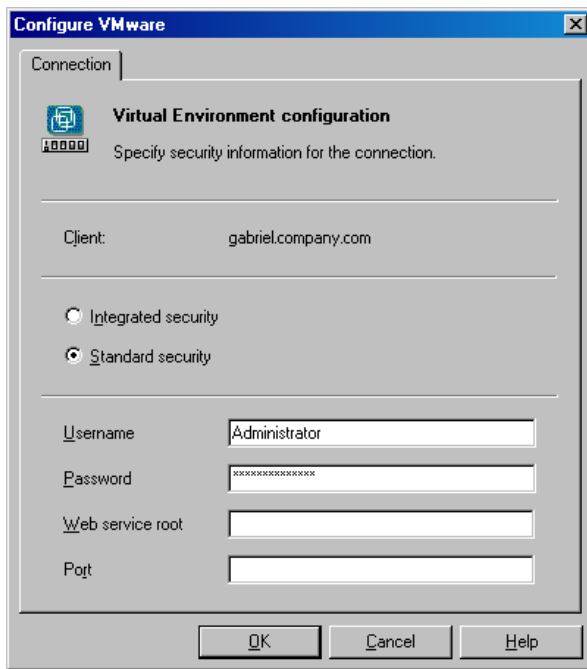 Configure VMware
Connection
Virtual Environment configuration
Specify security information for the connection.
Client: gabriel.company.com
Integrated security
Standard security
Username Administrator
Password **************
Web service root
Port
OK Cancel Help